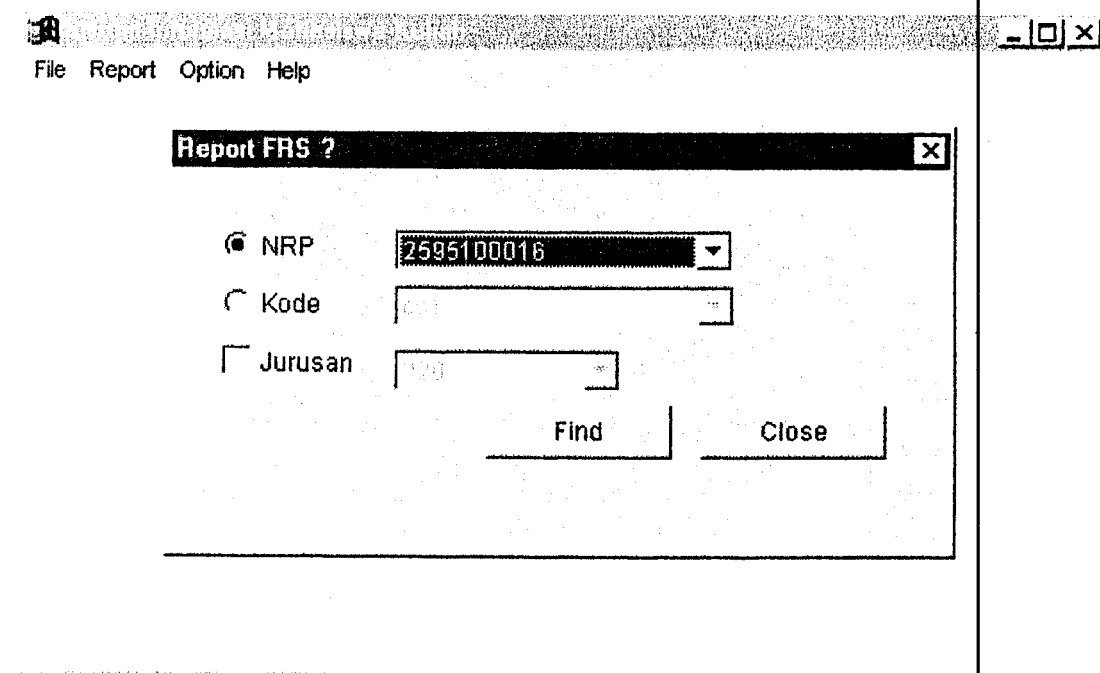 File Report Option Help
Report FRS ?
NRP 2595100016
Kode
Jurusan
Find Close